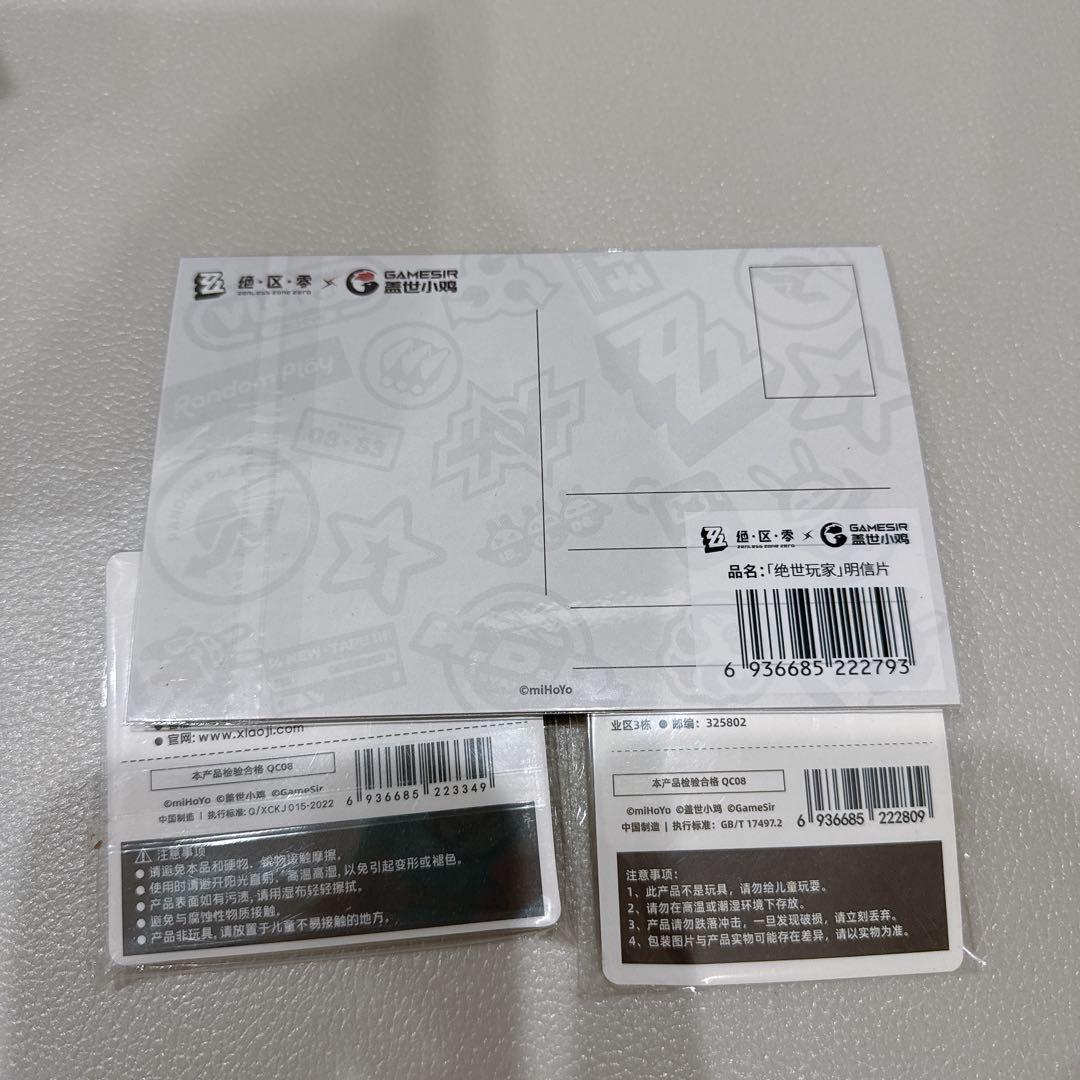 绝·区·零
ZENLESS ZONE ZERO
GAMESIR
盖世小鸡
Random Play
绝·区·零
ZENLESS ZONE ZERO
GAMESIR
盖世小鸡
品名:「绝世玩家」明信片
6 936685 222793
©miHoYo
官网: www.xiaoji.com
本产品检验合格 QC08
©miHoYo ©盖世小鸡 ©GameSir
中国制造 | 执行标准: Q/XCKJ 015-2022
6 936685 223349
注意事项
● 请避免本品和硬物、锐物接触摩擦。
● 使用时请避开阳光直射、高温高湿,以免引起变形或褪色。
● 产品表面如有污渍,请用湿布轻轻擦拭。
● 避免与腐蚀性物质接触。
● 产品非玩具,请放置于儿童不易接触的地方。
业区3栋 ● 邮编: 325802
本产品检验合格 QC08
©miHoYo ©盖世小鸡 ©GameSir
中国制造 | 执行标准: GB/T 17497.2
6 936685 222809
注意事项:
1、此产品不是玩具,请勿给儿童玩耍。
2、请勿在高温或潮湿环境下存放。
3、产品请勿跌落冲击,一旦发现破损,请立刻丢弃。
4、包装图片与产品实物可能存在差异,请以实物为准。